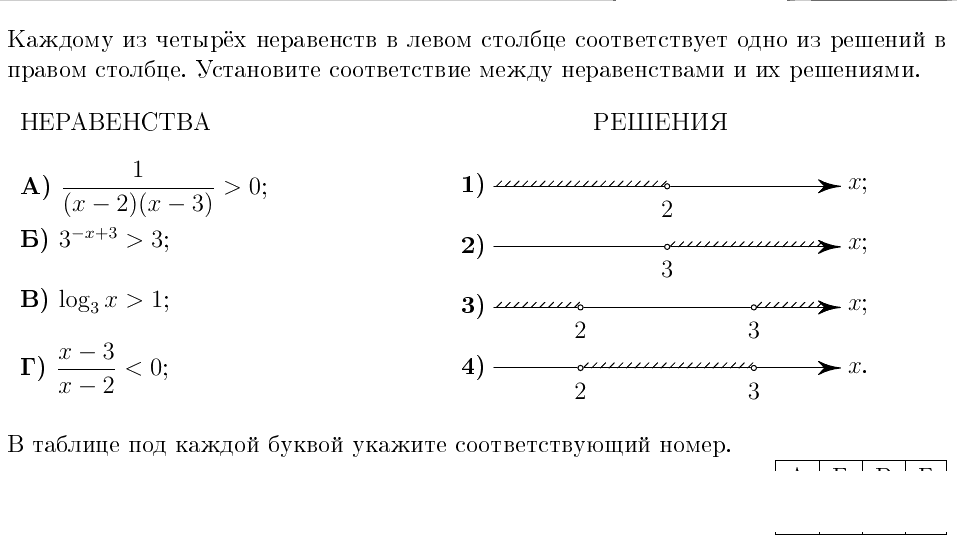 Каждому из четырёх неравенств в левом столбце соответствует одно из решений в
правом столбце. Установите соответствие между неравенствами и их решениями.
НЕРАВЕНСТВА
РЕШЕНИЯ
А) 1/((x − 2)(x − 3)) > 0;
Б) 3^{−x+3} > 3;
В) log₃ x > 1;
Г) (x − 3)/(x − 2) < 0;
1) x;
2
2) x;
3
3) x;
2 3
4) x.
2 3
В таблице под каждой буквой укажите соответствующий номер.